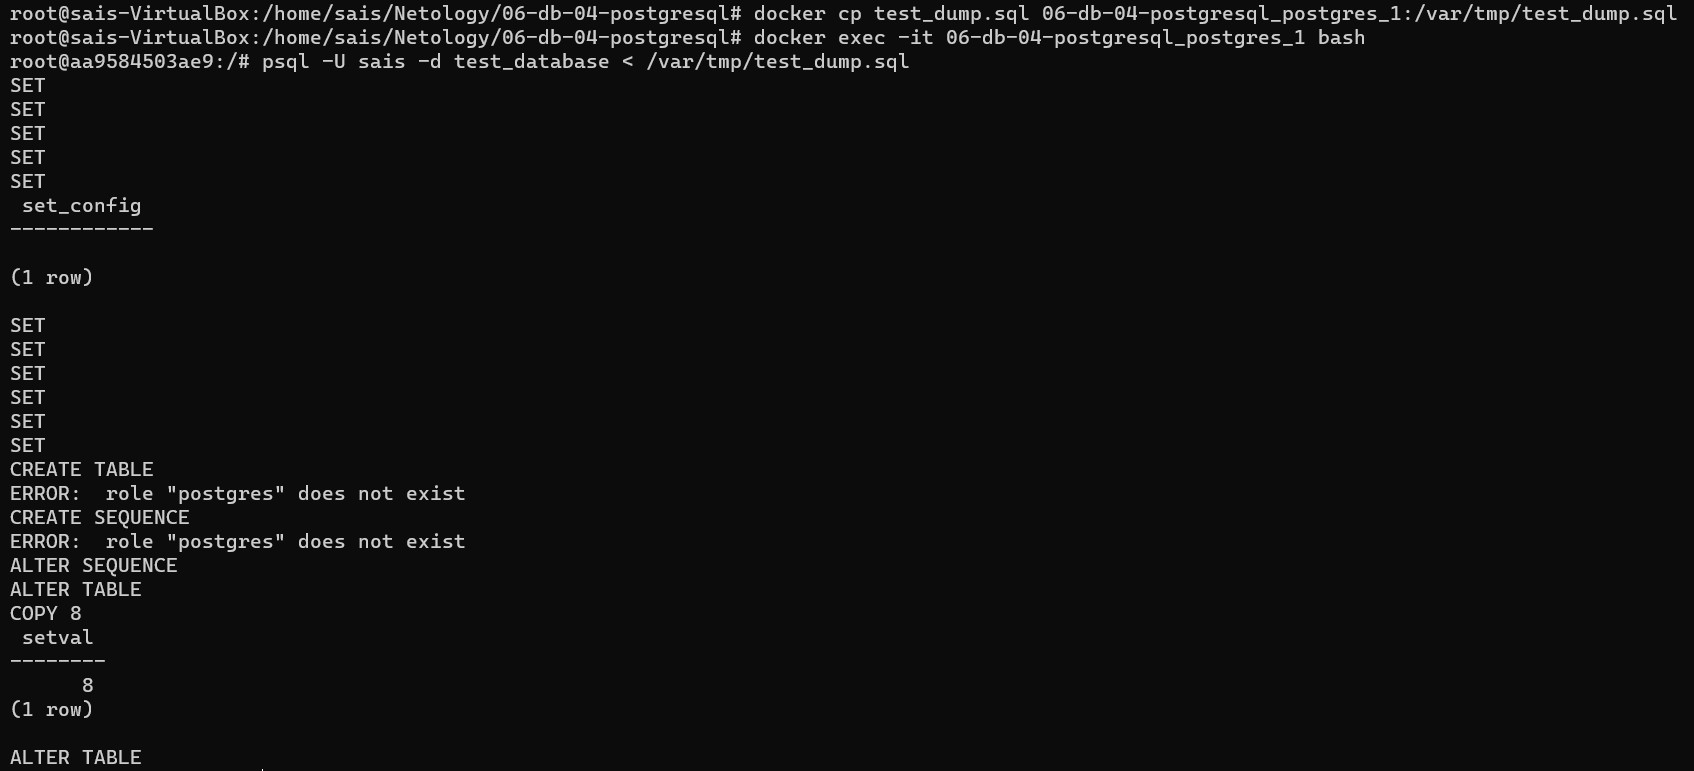 root@sais-VirtualBox:/home/sais/Netology/06-db-04-postgresql# docker cp test_dump.sql 06-db-04-postgresql_postgres_1:/var/tmp/test_dump.sql
root@sais-VirtualBox:/home/sais/Netology/06-db-04-postgresql# docker exec -it 06-db-04-postgresql_postgres_1 bash
root@aa9584503ae9:/# psql -U sais -d test_database < /var/tmp/test_dump.sql
SET
SET
SET
SET
SET
 set_config
------------

(1 row)

SET
SET
SET
SET
SET
SET
CREATE TABLE
ERROR:  role "postgres" does not exist
CREATE SEQUENCE
ERROR:  role "postgres" does not exist
ALTER SEQUENCE
ALTER TABLE
COPY 8
 setval
--------
      8
(1 row)

ALTER TABLE